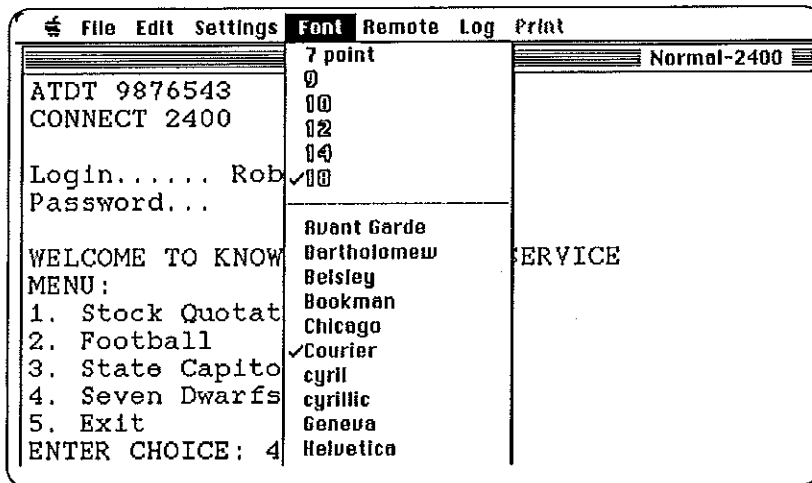 File Edit Settings Font Remote Log Print
Normal-2400
7 point
9
10
12
14
✓18
Avant Garde
Bartholomew
Belsley
Bookman
Chicago
✓Courier
cyril
cyrillic
Geneva
Helvetica
ATDT 9876543
CONNECT 2400
Login...... Rob
Password...
WELCOME TO KNOW ERVICE
MENU:
1. Stock Quotat
2. Football
3. State Capito
4. Seven Dwarfs
5. Exit
ENTER CHOICE: 4